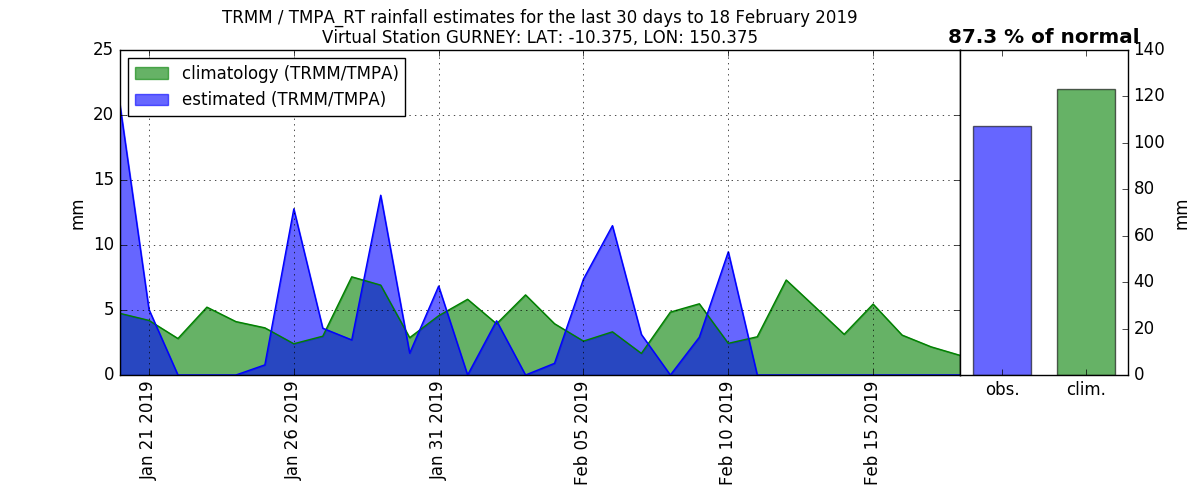 TRMM / TMPA_RT rainfall estimates for the last 30 days to 18 February 2019
Virtual Station GURNEY: LAT: -10.375, LON: 150.375
87.3 % of normal
climatology (TRMM/TMPA)
estimated (TRMM/TMPA)
25
20
15
10
5
0
mm
Jan 21 2019
Jan 26 2019
Jan 31 2019
Feb 05 2019
Feb 10 2019
Feb 15 2019
140
120
100
80
60
40
20
0
mm
obs.
clim.